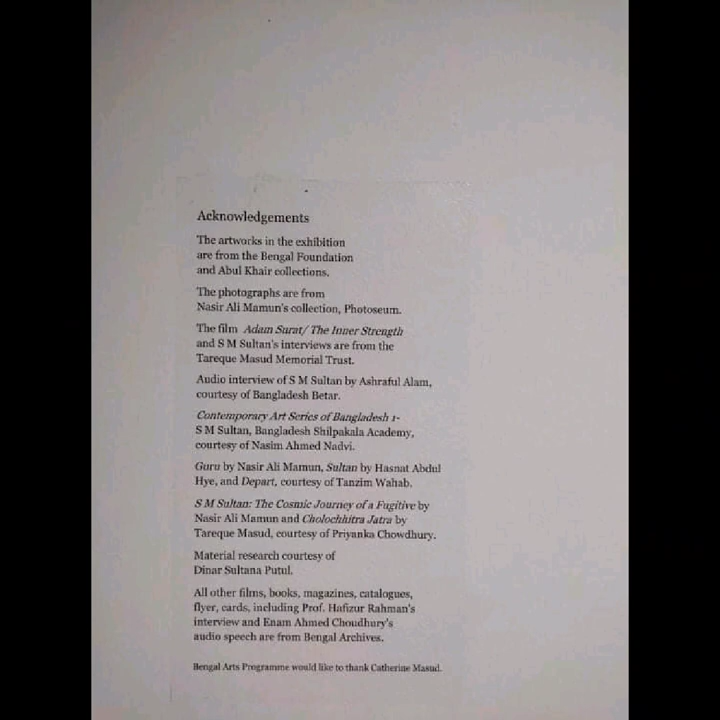 Acknowledgements
The artworks in the exhibition
are from the Bengal Foundation
and Abul Khair collections.
The photographs are from
Nasir Ali Mamun's collection, Photoseum.
The film Adam Surat/ The Inner Strength
and S M Sultan's interviews are from the
Tareque Masud Memorial Trust.
Audio interview of S M Sultan by Ashraful Alam,
courtesy of Bangladesh Betar.
Contemporary Art Series of Bangladesh 1-
S M Sultan, Bangladesh Shilpakala Academy,
courtesy of Nasim Ahmed Nadvi.
Guru by Nasir Ali Mamun, Sultan by Hasnat Abdul
Hye, and Depart, courtesy of Tanzim Wahab.
S M Sultan: The Cosmic Journey of a Fugitive by
Nasir Ali Mamun and Cholochhitra Jatra by
Tareque Masud, courtesy of Priyanka Chowdhury.
Material research courtesy of
Dinar Sultana Putul.
All other films, books, magazines, catalogues,
flyer, cards, including Prof. Hafizur Rahman's
interview and Enam Ahmed Choudhury's
audio speech are from Bengal Archives.
Bengal Arts Programme would like to thank Catherine Masud.